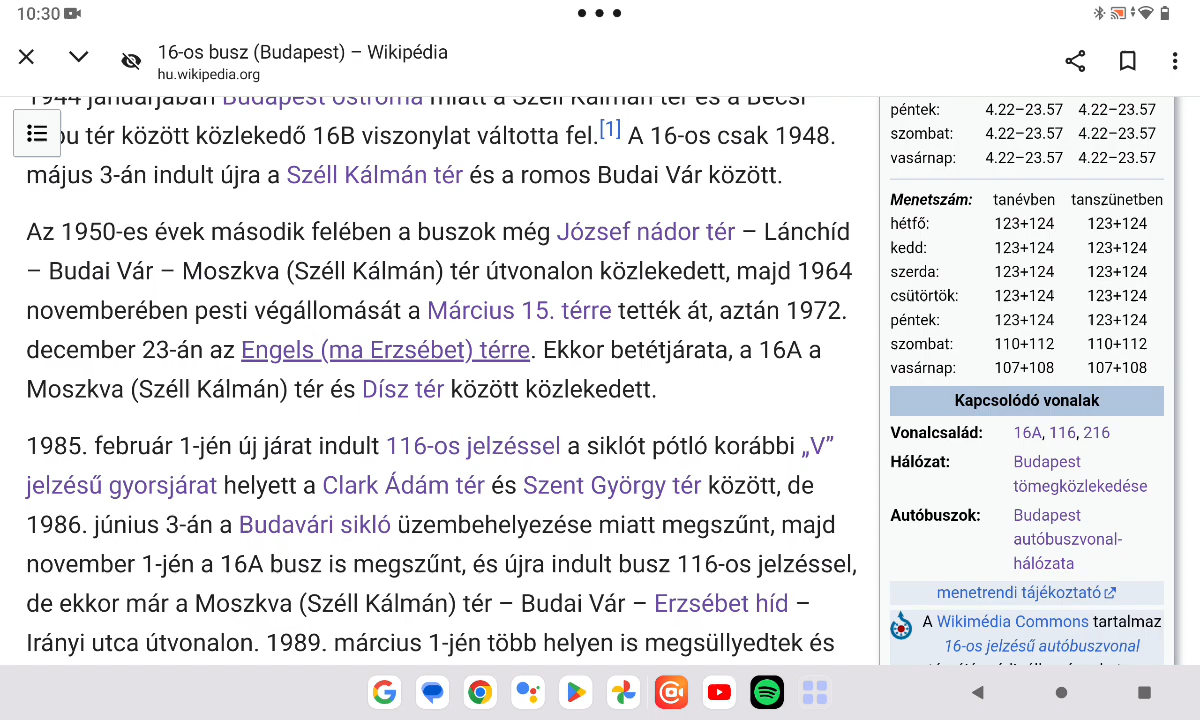 10:30
16-os busz (Budapest) – Wikipédia
hu.wikipedia.org
1944 januárjában Budapest ostroma miatt a Széll Kálmán tér és a Bécsi
tér között közlekedő 16B viszonylat váltotta fel.[1] A 16-os csak 1948.
május 3-án indult újra a Széll Kálmán tér és a romos Budai Vár között.
Az 1950-es évek második felében a buszok még József nádor tér – Lánchíd
– Budai Vár – Moszkva (Széll Kálmán) tér útvonalon közlekedett, majd 1964
novemberében pesti végállomását a Március 15. térre tették át, aztán 1972.
december 23-án az Engels (ma Erzsébet) térre. Ekkor betétjárata, a 16A a
Moszkva (Széll Kálmán) tér és Dísz tér között közlekedett.
1985. február 1-jén új járat indult 116-os jelzéssel a siklót pótló korábbi „V”
jelzésű gyorsjárat helyett a Clark Ádám tér és Szent György tér között, de
1986. június 3-án a Budavári sikló üzembehelyezése miatt megszűnt, majd
november 1-jén a 16A busz is megszűnt, és újra indult busz 116-os jelzéssel,
de ekkor már a Moszkva (Széll Kálmán) tér – Budai Vár – Erzsébet híd –
Irányi utca útvonalon. 1989. március 1-jén több helyen is megsüllyedtek és
péntek: 4.22–23.57 4.22–23.57
szombat: 4.22–23.57 4.22–23.57
vasárnap: 4.22–23.57 4.22–23.57
Menetszám: tanévben tanszünetben
hétfő: 123+124 123+124
kedd: 123+124 123+124
szerda: 123+124 123+124
csütörtök: 123+124 123+124
péntek: 123+124 123+124
szombat: 110+112 110+112
vasárnap: 107+108 107+108
Kapcsolódó vonalak
Vonalcsalád: 16A, 116, 216
Hálózat: Budapest
tömegközlekedése
Autóbuszok: Budapest
autóbuszvonal-
hálózata
menetrendi tájékoztató
A Wikimédia Commons tartalmaz
16-os jelzésű autóbuszvonal